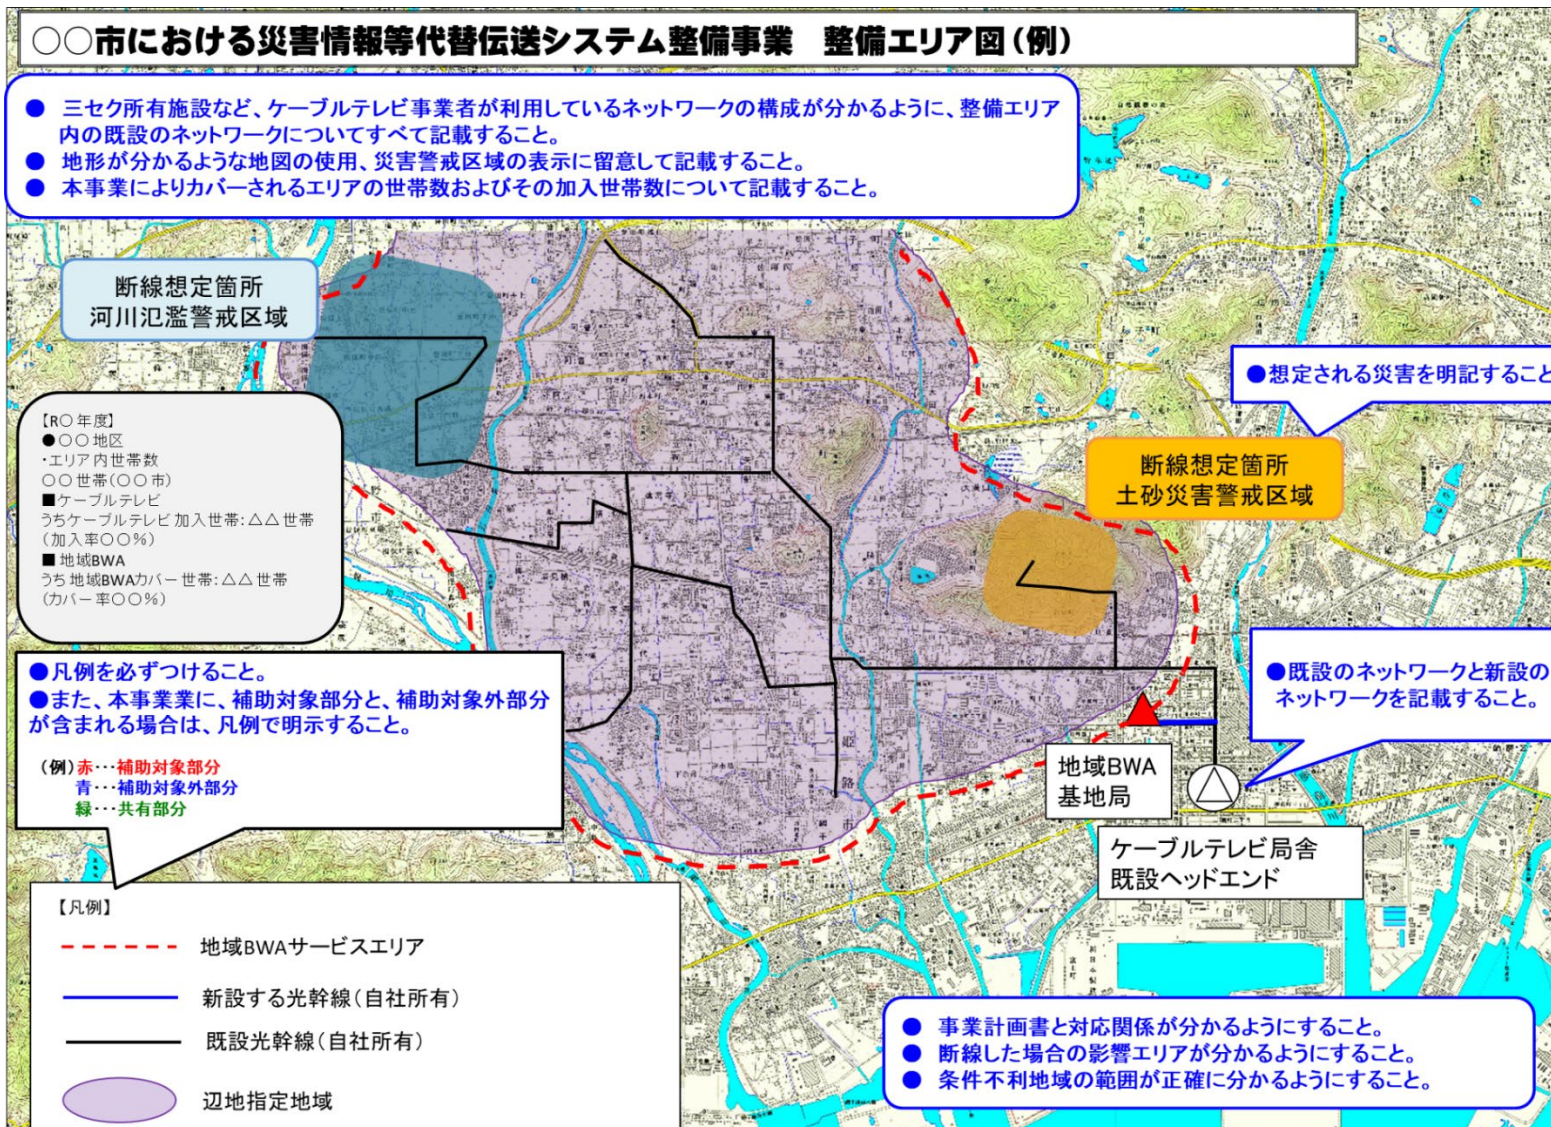 ○○市における災害情報等代替伝送システム整備事業　整備エリア図(例)
● 三セク所有施設など、ケーブルテレビ事業者が利用しているネットワークの構成が分かるように、整備エリア
内の既設のネットワークについてすべて記載すること。
● 地形が分かるような地図の使用、災害警戒区域の表示に留意して記載すること。
● 本事業によりカバーされるエリアの世帯数およびその加入世帯数について記載すること。
断線想定箇所
河川氾濫警戒区域
●想定される災害を明記すること
断線想定箇所
土砂災害警戒区域
【R○年度】
●○○地区
・エリア内世帯数
○○世帯(○○市)
■ケーブルテレビ
うちケーブルテレビ加入世帯:△△世帯
(加入率○○%)
■地域BWA
うち地域BWAカバー世帯:△△世帯
(カバー率○○%)
●凡例を必ずつけること。
●また、本事業業に、補助対象部分と、補助対象外部分
が含まれる場合は、凡例で明示すること。
(例)赤･･･補助対象部分
青･･･補助対象外部分
緑･･･共有部分
●既設のネットワークと新設の
ネットワークを記載すること。
姫路市
地域BWA
基地局
ケーブルテレビ局舎
既設ヘッドエンド
【凡例】
地域BWAサービスエリア
新設する光幹線(自社所有)
既設光幹線(自社所有)
辺地指定地域
● 事業計画書と対応関係が分かるようにすること。
● 断線した場合の影響エリアが分かるようにすること。
● 条件不利地域の範囲が正確に分かるようにすること。